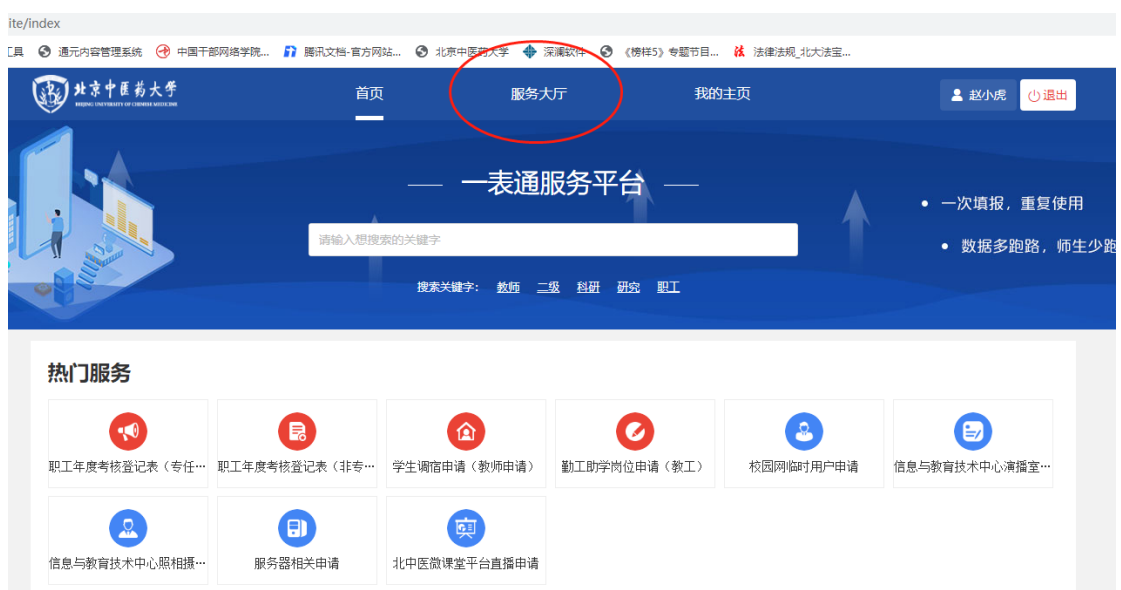 ite/index
工具 通元内容管理系统 中国干部网络学院... 腾讯文档-官方网站... 北京中医药大学 深澜软件 《榜样5》专题节目... 法律法规_北大法宝...
北京中医药大学 首页 服务大厅 我的主页 赵小虎 退出
BEIJING UNIVERSITY OF CHINESE MEDICINE
一表通服务平台
一次填报，重复使用
请输入想搜索的关键字
数据多跑路，师生少跑
搜索关键字： 教师 二级 科研 研究 职工
热门服务
职工年度考核登记表（专任… 职工年度考核登记表（非专… 学生调宿申请（教师申请） 勤工助学岗位申请（教工） 校园网临时用户申请 信息与教育技术中心演播室…
信息与教育技术中心照相摄… 服务器相关申请 北中医微课堂平台直播申请